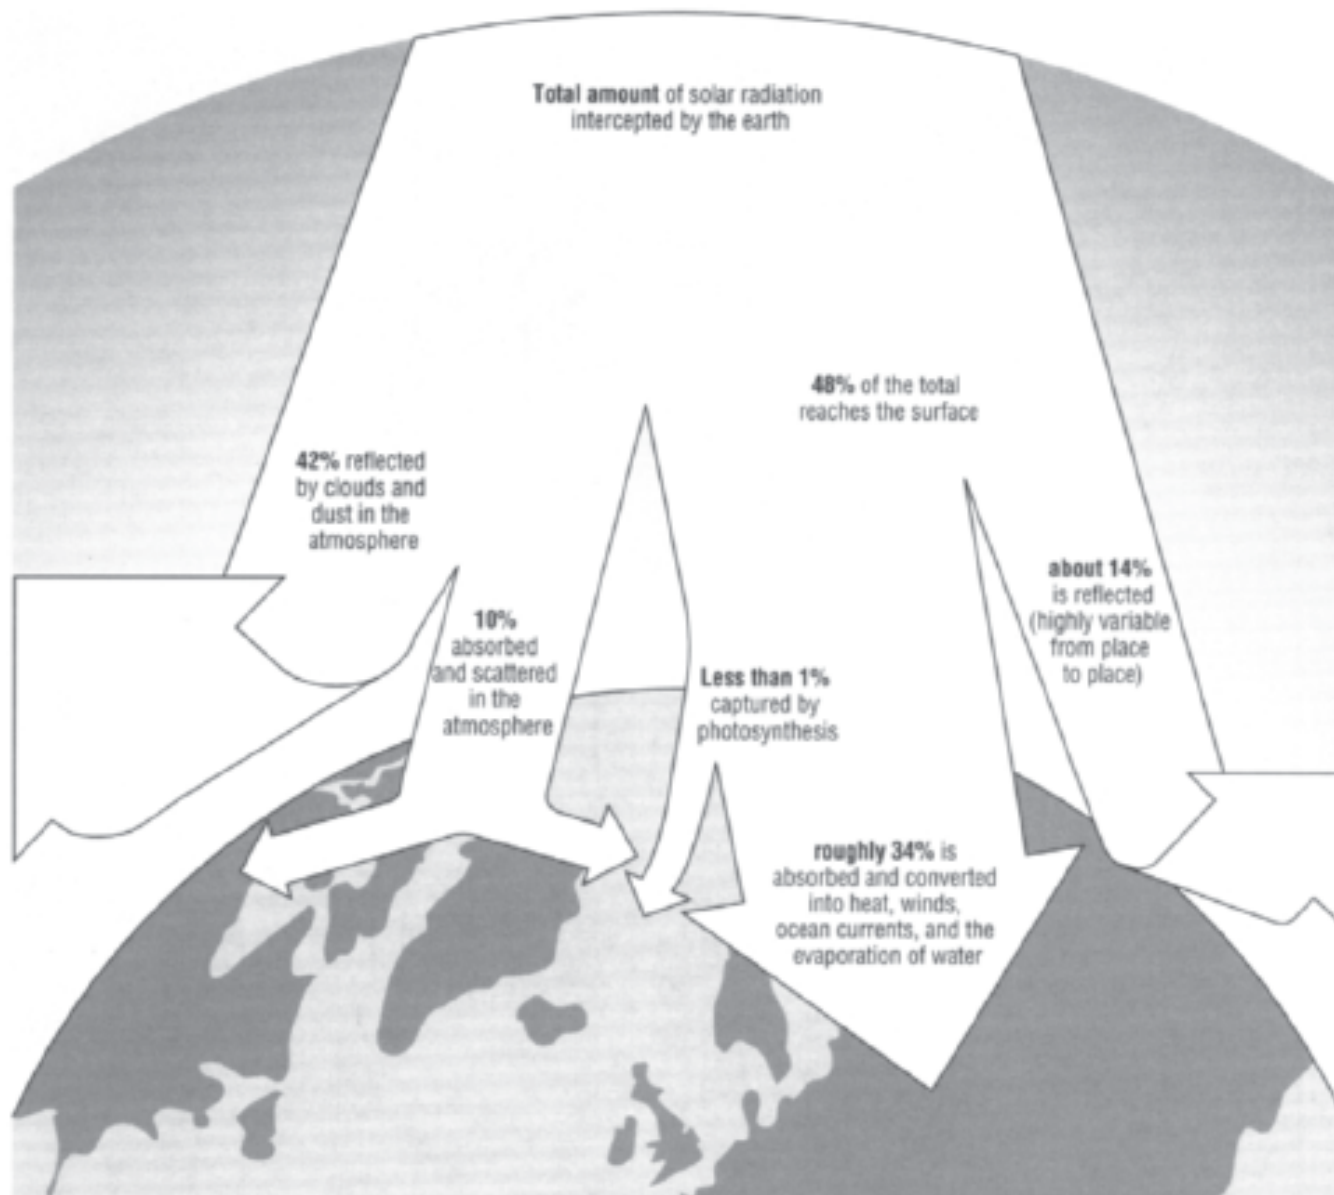 Total amount of solar radiation
intercepted by the earth
48% of the total
reaches the surface
42% reflected
by clouds and
dust in the
atmosphere
about 14%
is reflected
(highly variable
from place
to place)
10%
absorbed
and scattered
in the
atmosphere
Less than 1%
captured by
photosynthesis
roughly 34% is
absorbed and converted
into heat, winds,
ocean currents, and the
evaporation of water